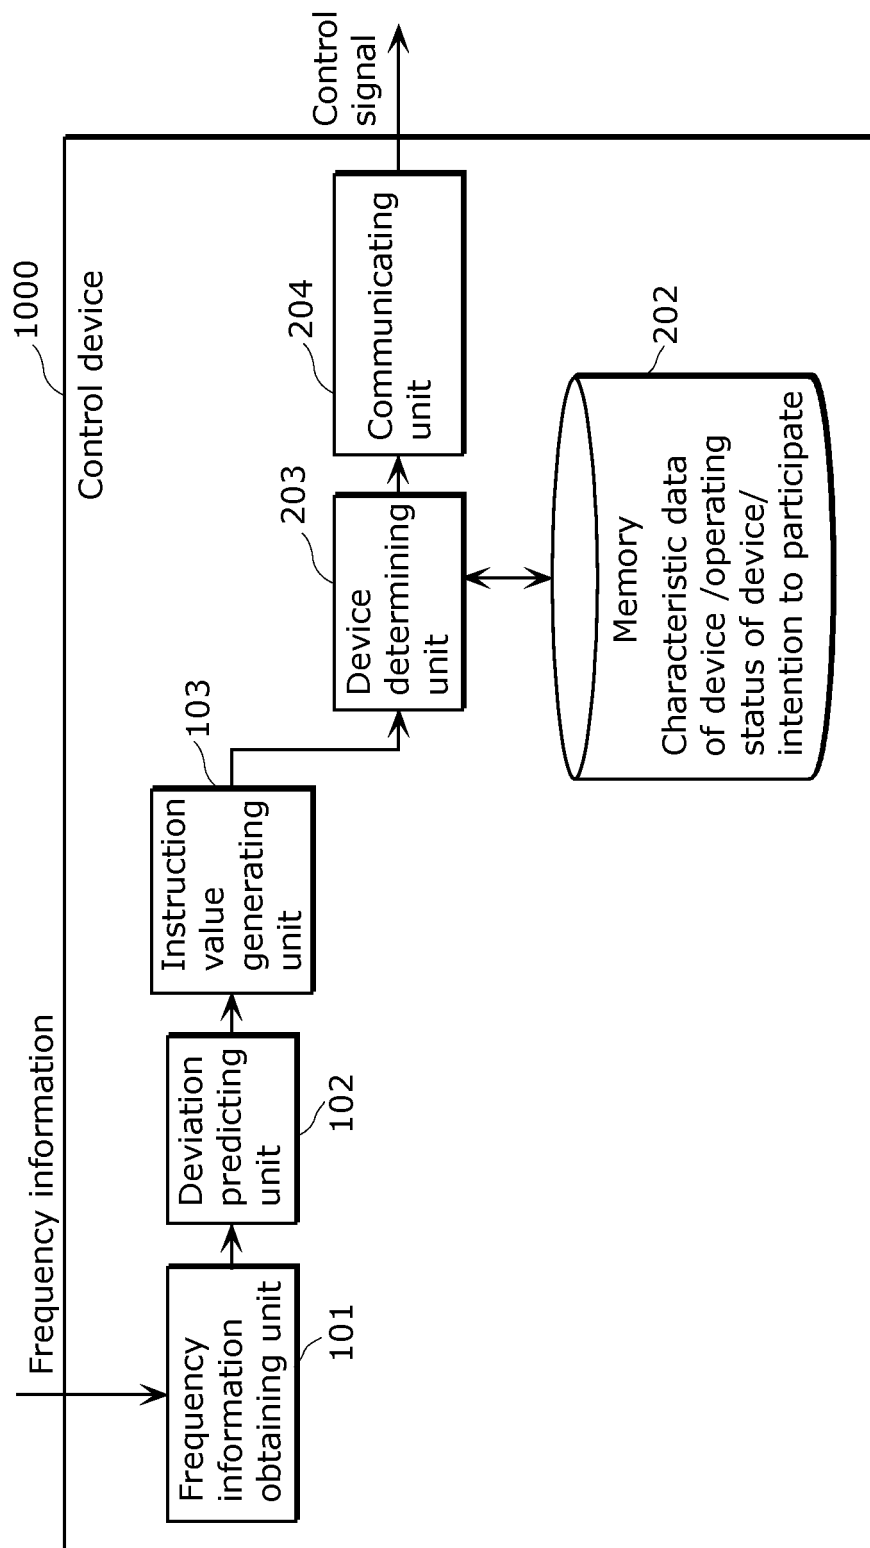 Frequency information
1000
Control device
Frequency
information
obtaining unit
101
Deviation
predicting
unit
102
Instruction
value
generating
unit
103
Device
determining
unit
203
Communicating
unit
204
Control
signal
Memory
Characteristic data
of device /operating
status of device/
intention to participate
202